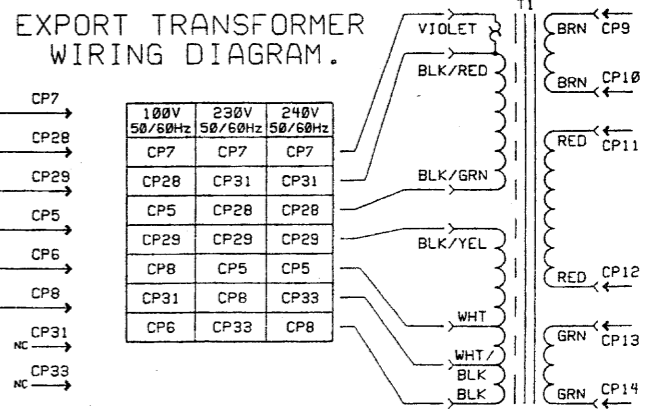 EXPORT TRANSFORMER
WIRING DIAGRAM.
CP7
CP28
CP29
CP5
CP6
CP8
NC CP31
NC CP33
100V 230V 240V
50/60Hz 50/60Hz 50/60Hz
CP7 CP7 CP7
CP28 CP31 CP31
CP5 CP28 CP28
CP29 CP29 CP29
CP8 CP5 CP5
CP31 CP8 CP33
CP6 CP33 CP8
T1
VIOLET
BLK/RED
BLK/GRN
BLK/YEL
WHT
WHT/
BLK
BLK
BRN CP9
BRN CP10
RED CP11
RED CP12
GRN CP13
GRN CP14